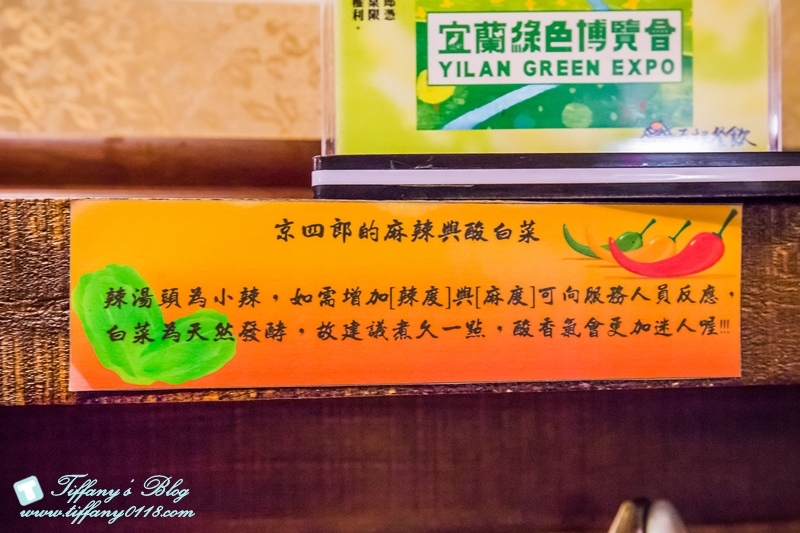 宜蘭綠色博覽會
YILAN GREEN EXPO
京四郎的麻辣與酸白菜
辣湯頭為小辣，如需增加[辣度]與[麻度]可向服務人員反應，
白菜為天然發酵，故建議煮久一點，酸香氣會更加迷人喔!!!
Tiffany's Blog
www.tiffany0118.com